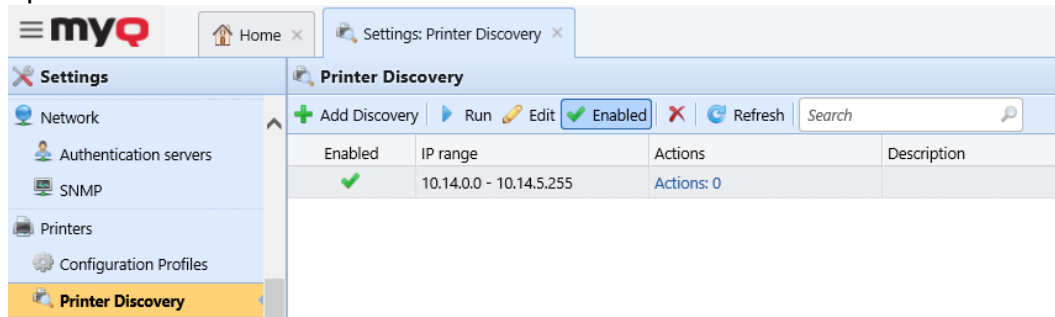 myQ
Home
Settings: Printer Discovery
Settings
Printer Discovery
Network
Authentication servers
SNMP
Printers
Configuration Profiles
Printer Discovery
Add Discovery Run Edit Enabled Refresh Search
Enabled IP range Actions Description
10.14.0.0 - 10.14.5.255 Actions: 0